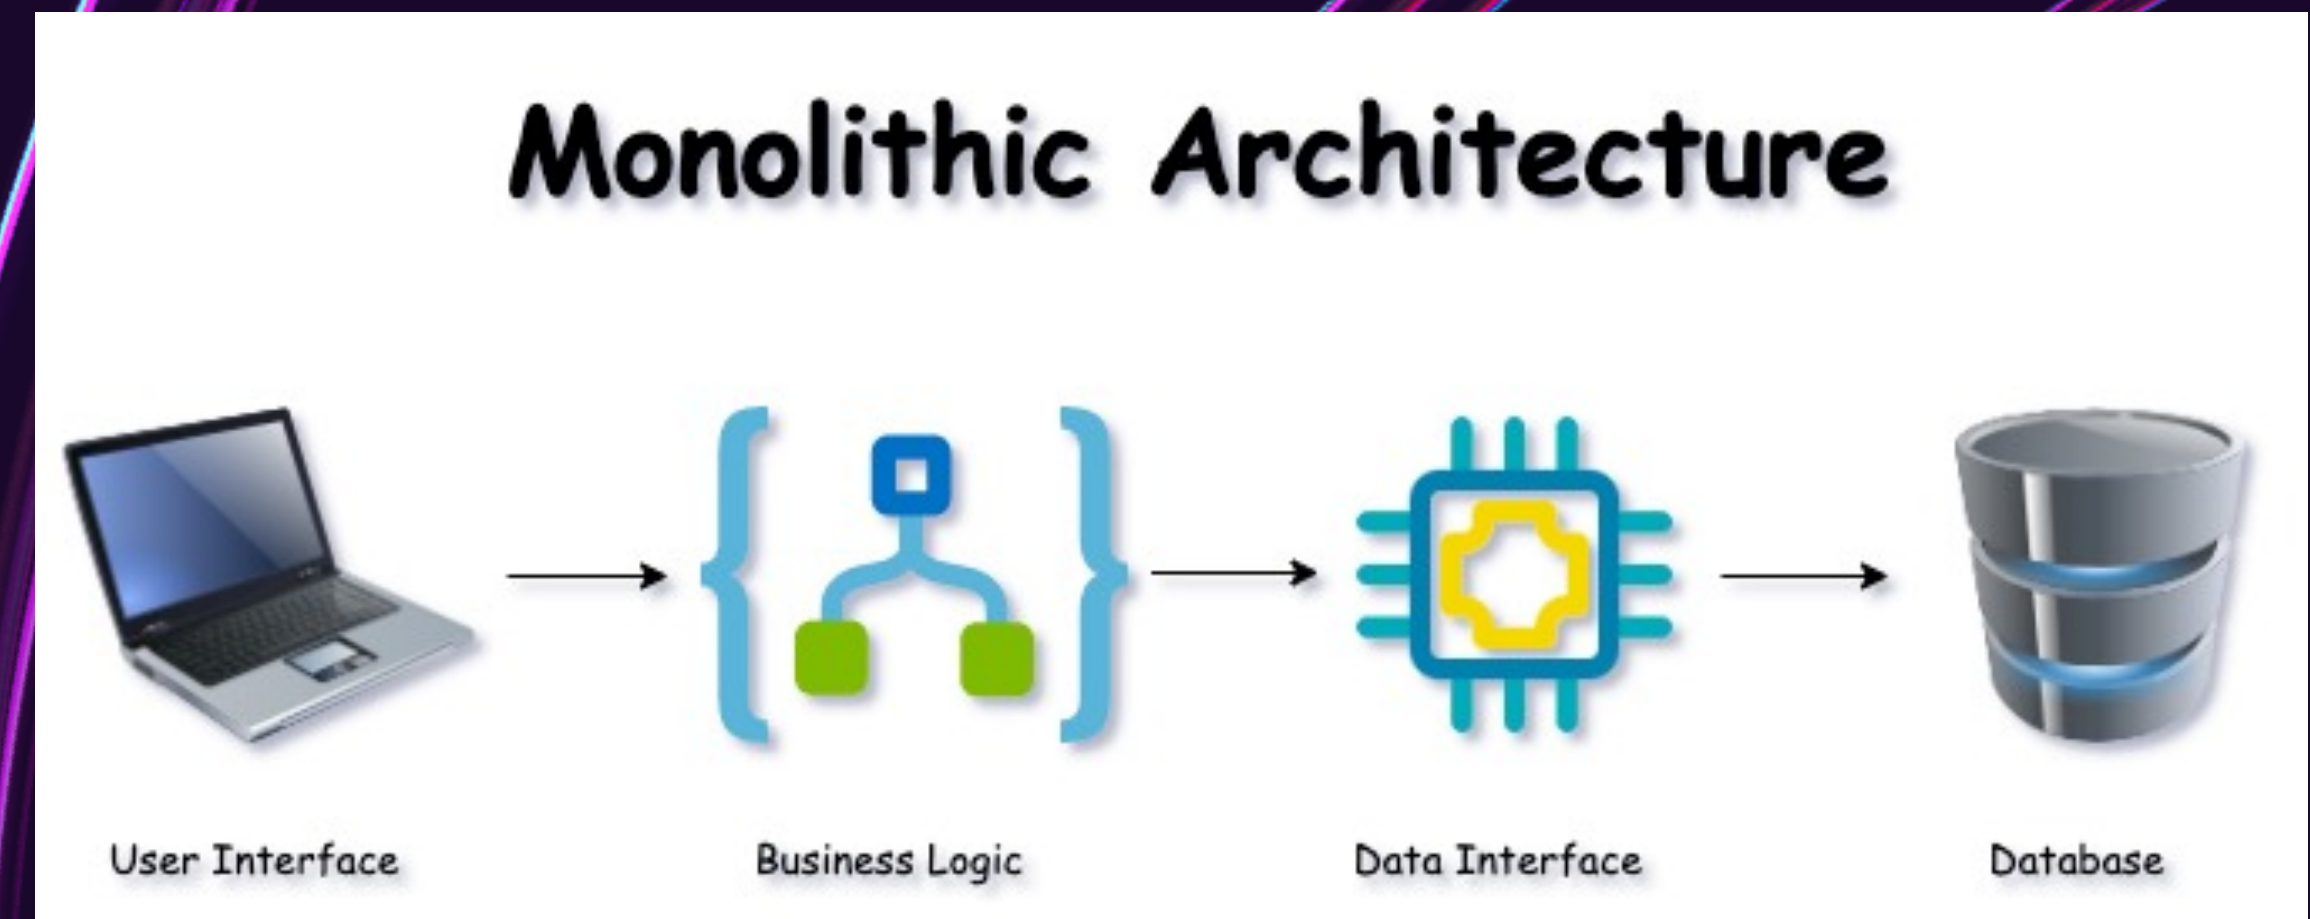 Monolithic Architecture
User Interface
Business Logic
Data Interface
Database